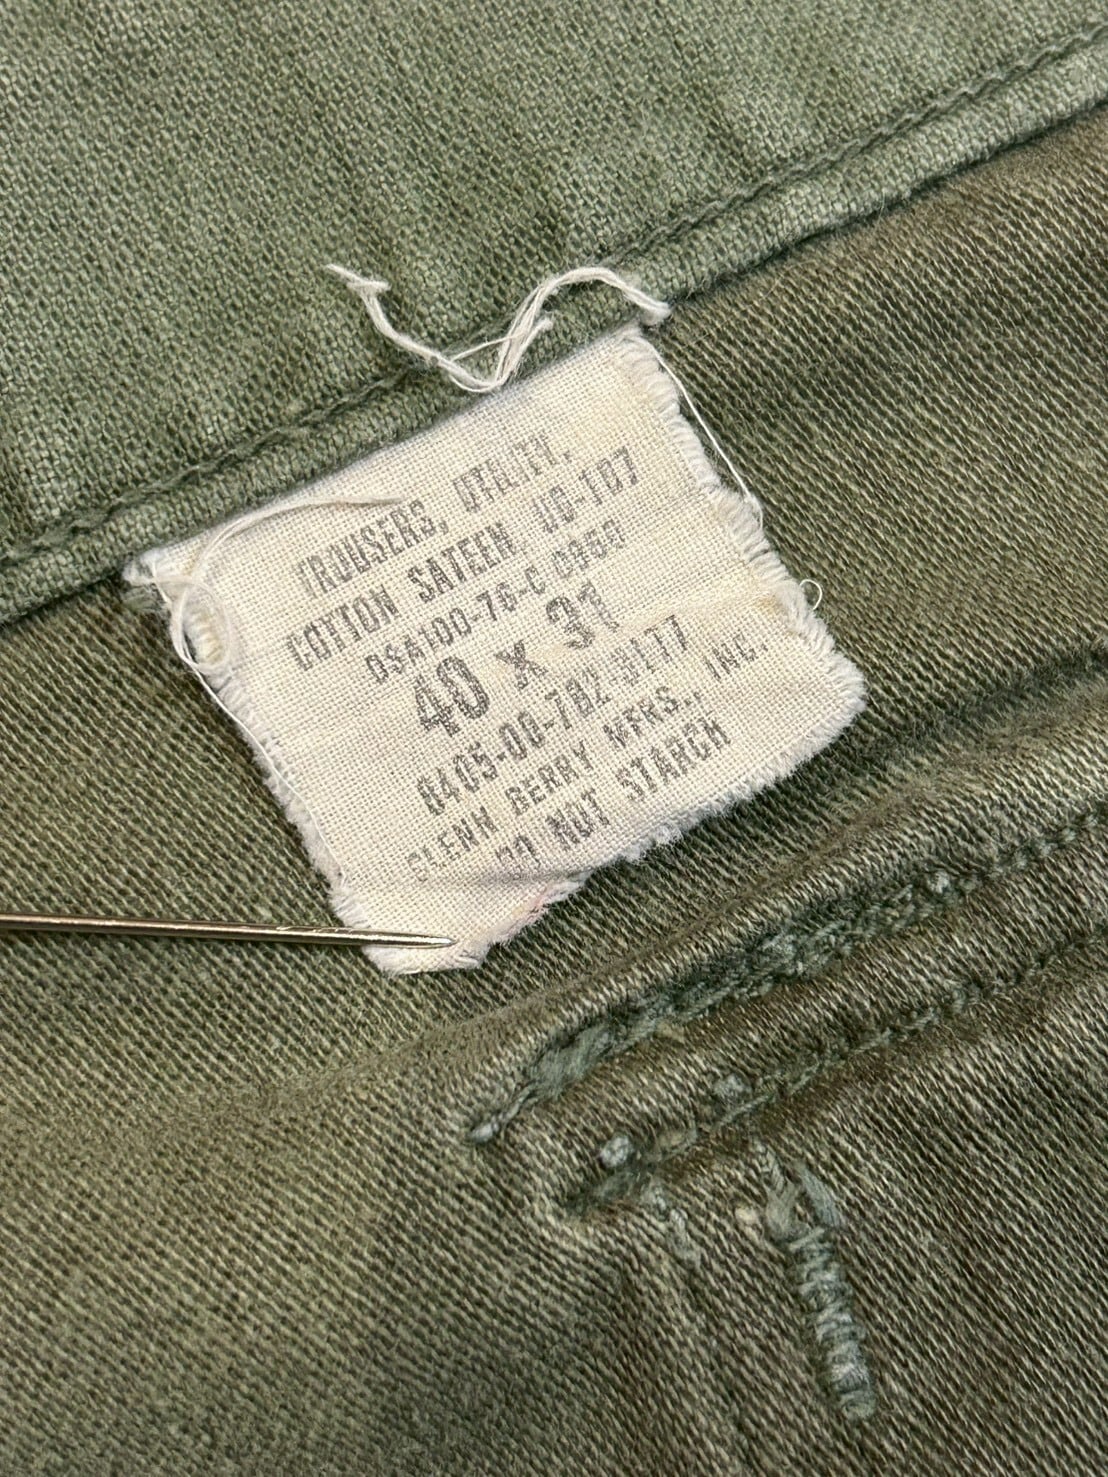 TROUSERS, UTILITY,
COTTON SATEEN, OG-107
DSA100-76-C-0960
40 x 31
8405-00-782-3177
GLENN BERRY MFRS., INC.
DO NOT STARCH